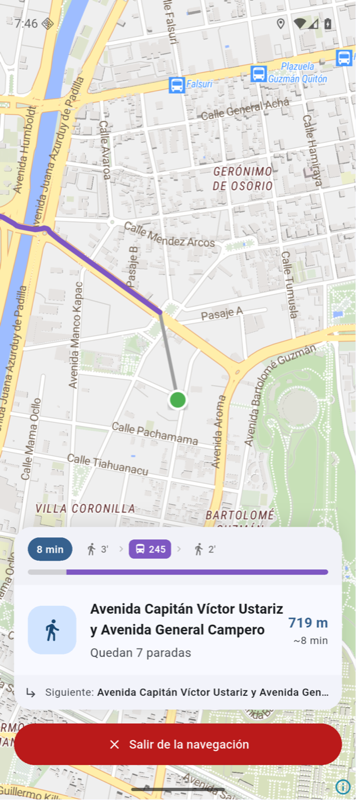 7:46
Calle Falsuri
Plazuela
Guzmán Quitón
Falsuri
Calle General Achá
Avenida Humboldt
Avenida Juana Azurduy de Padilla
Calle Alvaroa
Calle Hamiraya
GERÓNIMO
DE OSORIO
Calle Mendez Arcos
Pasaje B
Calle Tumusla
Pasaje A
Avenida Juana Azurduy de Padilla
Avenida Manco Kapac
Avenida Bartolomé Guzmán
Calle Mama Ocllo
Avenida Aroma
Calle Pachamama
Calle Tiahuanacu
VILLA CORONILLA
BARTOLOMÉ
GUZMÁN
8 min
3'
245
2'
Avenida Capitán Víctor Ustariz
y Avenida General Campero
719 m
~8 min
Quedan 7 paradas
Siguiente: Avenida Capitán Víctor Ustariz y Avenida Gen...
Salir de la navegación